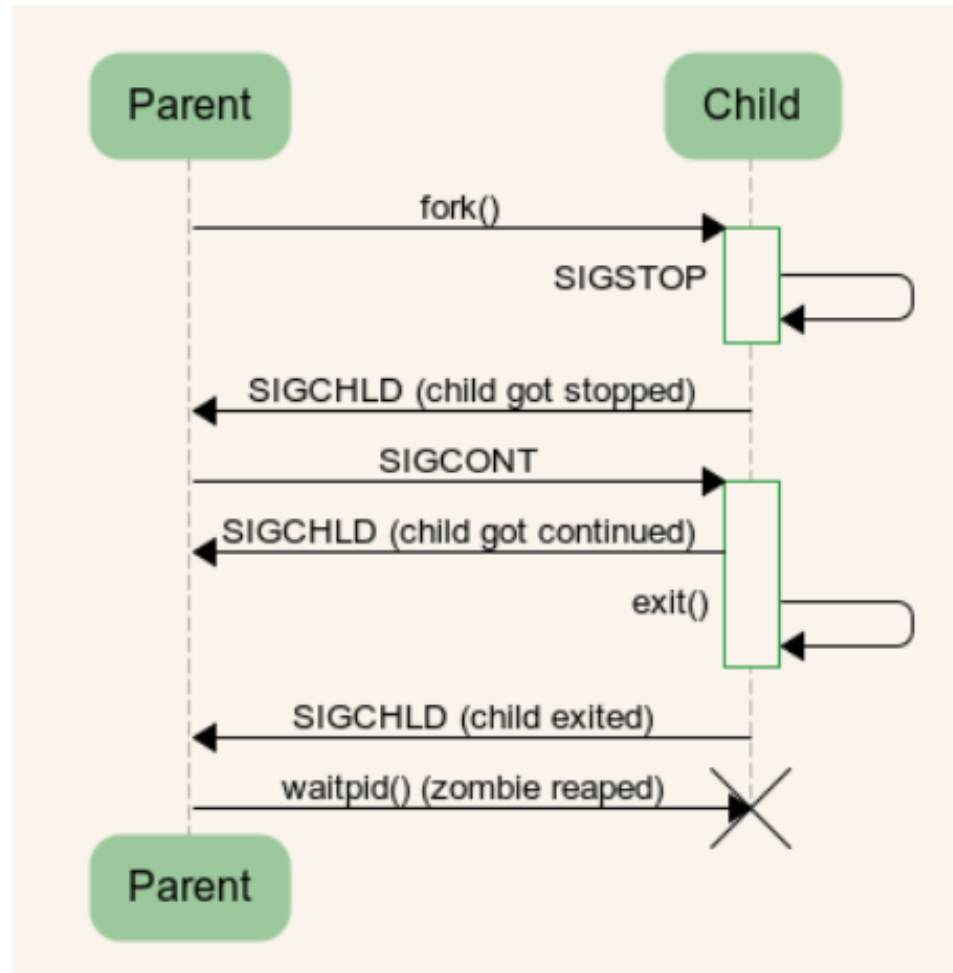 Parent
Child
fork()
SIGSTOP
SIGCHLD (child got stopped)
SIGCONT
SIGCHLD (child got continued)
exit()
SIGCHLD (child exited)
waitpid() (zombie reaped)
Parent